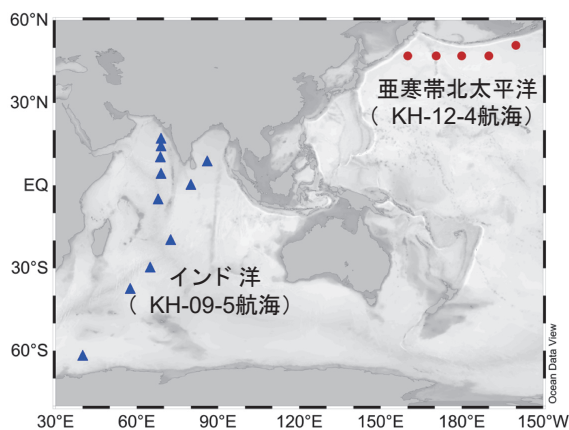 60°N
30°N
EQ
30°S
60°S
亜寒帯北太平洋
( KH-12-4航海)
インド 洋
( KH-09-5航海)
Ocean Data View
30°E 60°E 90°E 120°E 150°E 180°E 150°W